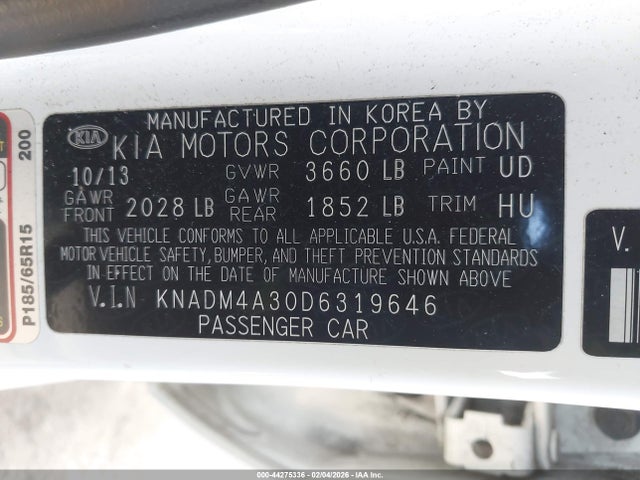 MANUFACTURED IN KOREA BY
KIA KIA MOTORS CORPORATION
10/13 GVWR 3660 LB PAINT UD
GAWR FRONT 2028 LB GAWR REAR 1852 LB TRIM HU
THIS VEHICLE CONFORMS TO ALL APPLICABLE U.S.A. FEDERAL
MOTOR VEHICLE SAFETY, BUMPER, AND THEFT PREVENTION STANDARDS
IN EFFECT ON THE DATE OF MANUFACTURE SHOWN ABOVE
V.I.N KNADM4A30D6319646
PASSENGER CAR
P185/65R15
200
V.
000-44275336 - 02/04/2026 - IAAHOLDINGS, LLC.